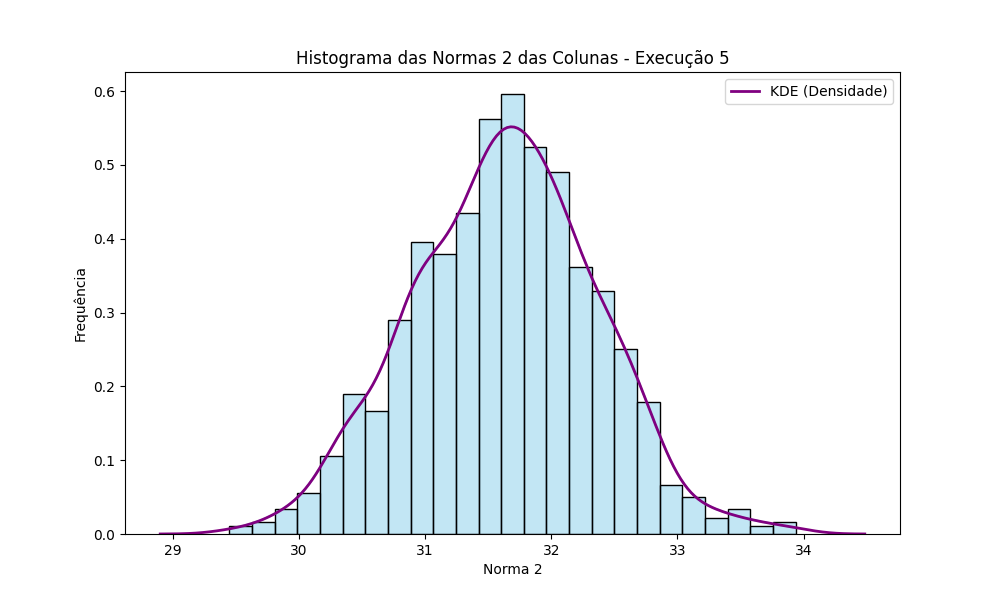 Histograma das Normas 2 das Colunas - Execução 5
KDE (Densidade)
Frequência
0.6
0.5
0.4
0.3
0.2
0.1
0.0
29 30 31 32 33 34
Norma 2